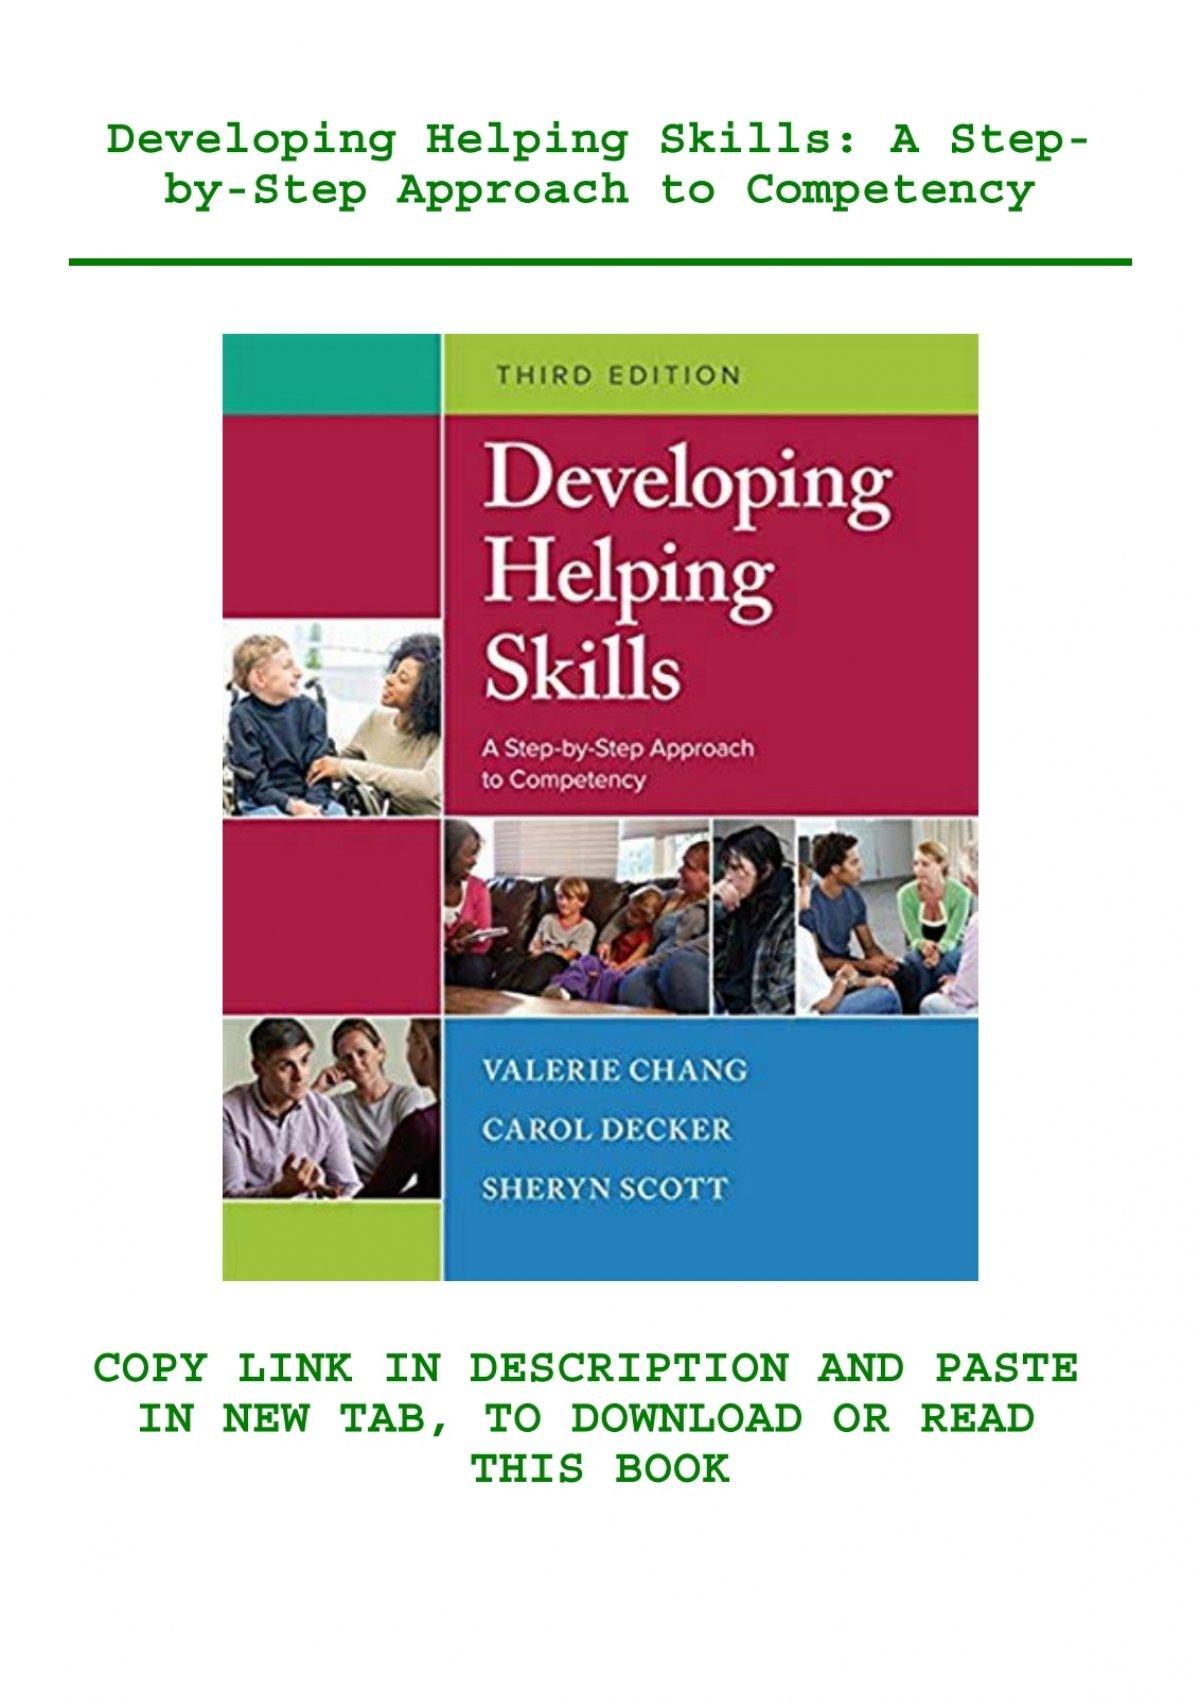 Developing Helping Skills: A Step-
by-Step Approach to Competency
THIRD EDITION
Developing
Helping
Skills
A Step-by-Step Approach
to Competency
VALERIE CHANG
CAROL DECKER
SHERYN SCOTT
COPY LINK IN DESCRIPTION AND PASTE
IN NEW TAB, TO DOWNLOAD OR READ
THIS BOOK